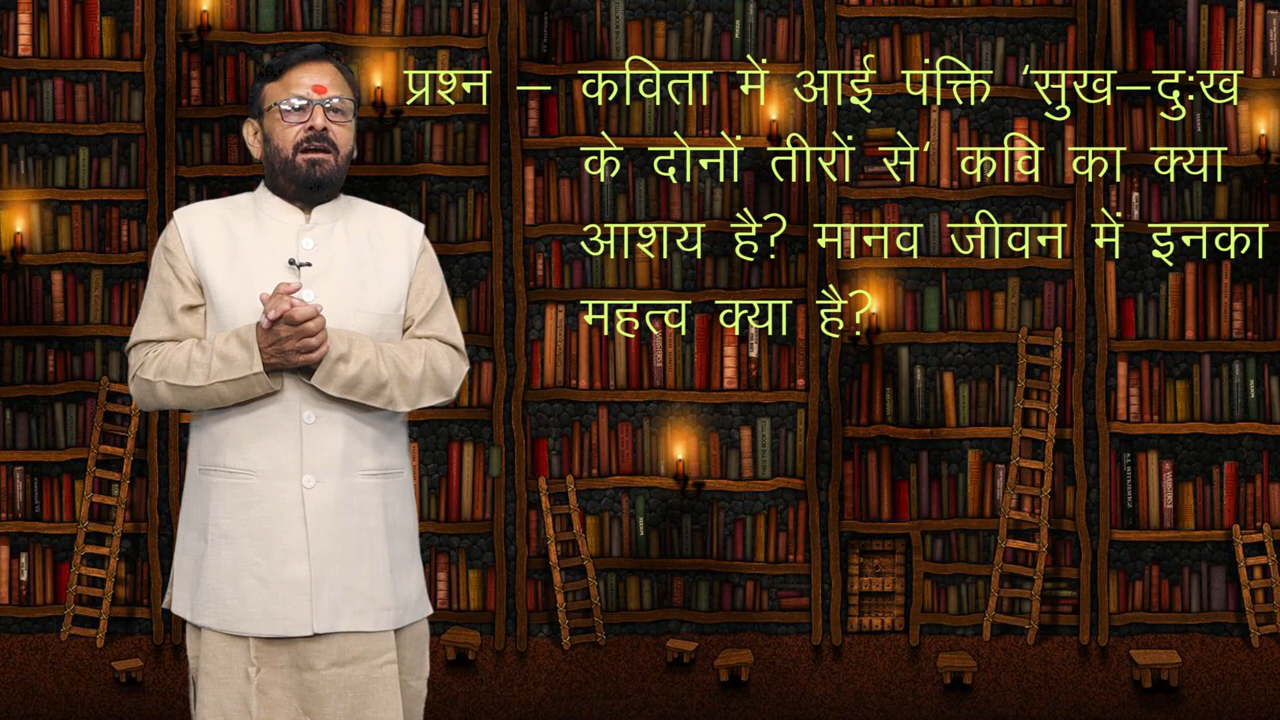 प्रश्न – कविता में आई पंक्ति ‘सुख–दुःख
के दोनों तीरों से‘ कवि का क्या
आशय है? मानव जीवन में इनका
महत्व क्या है?